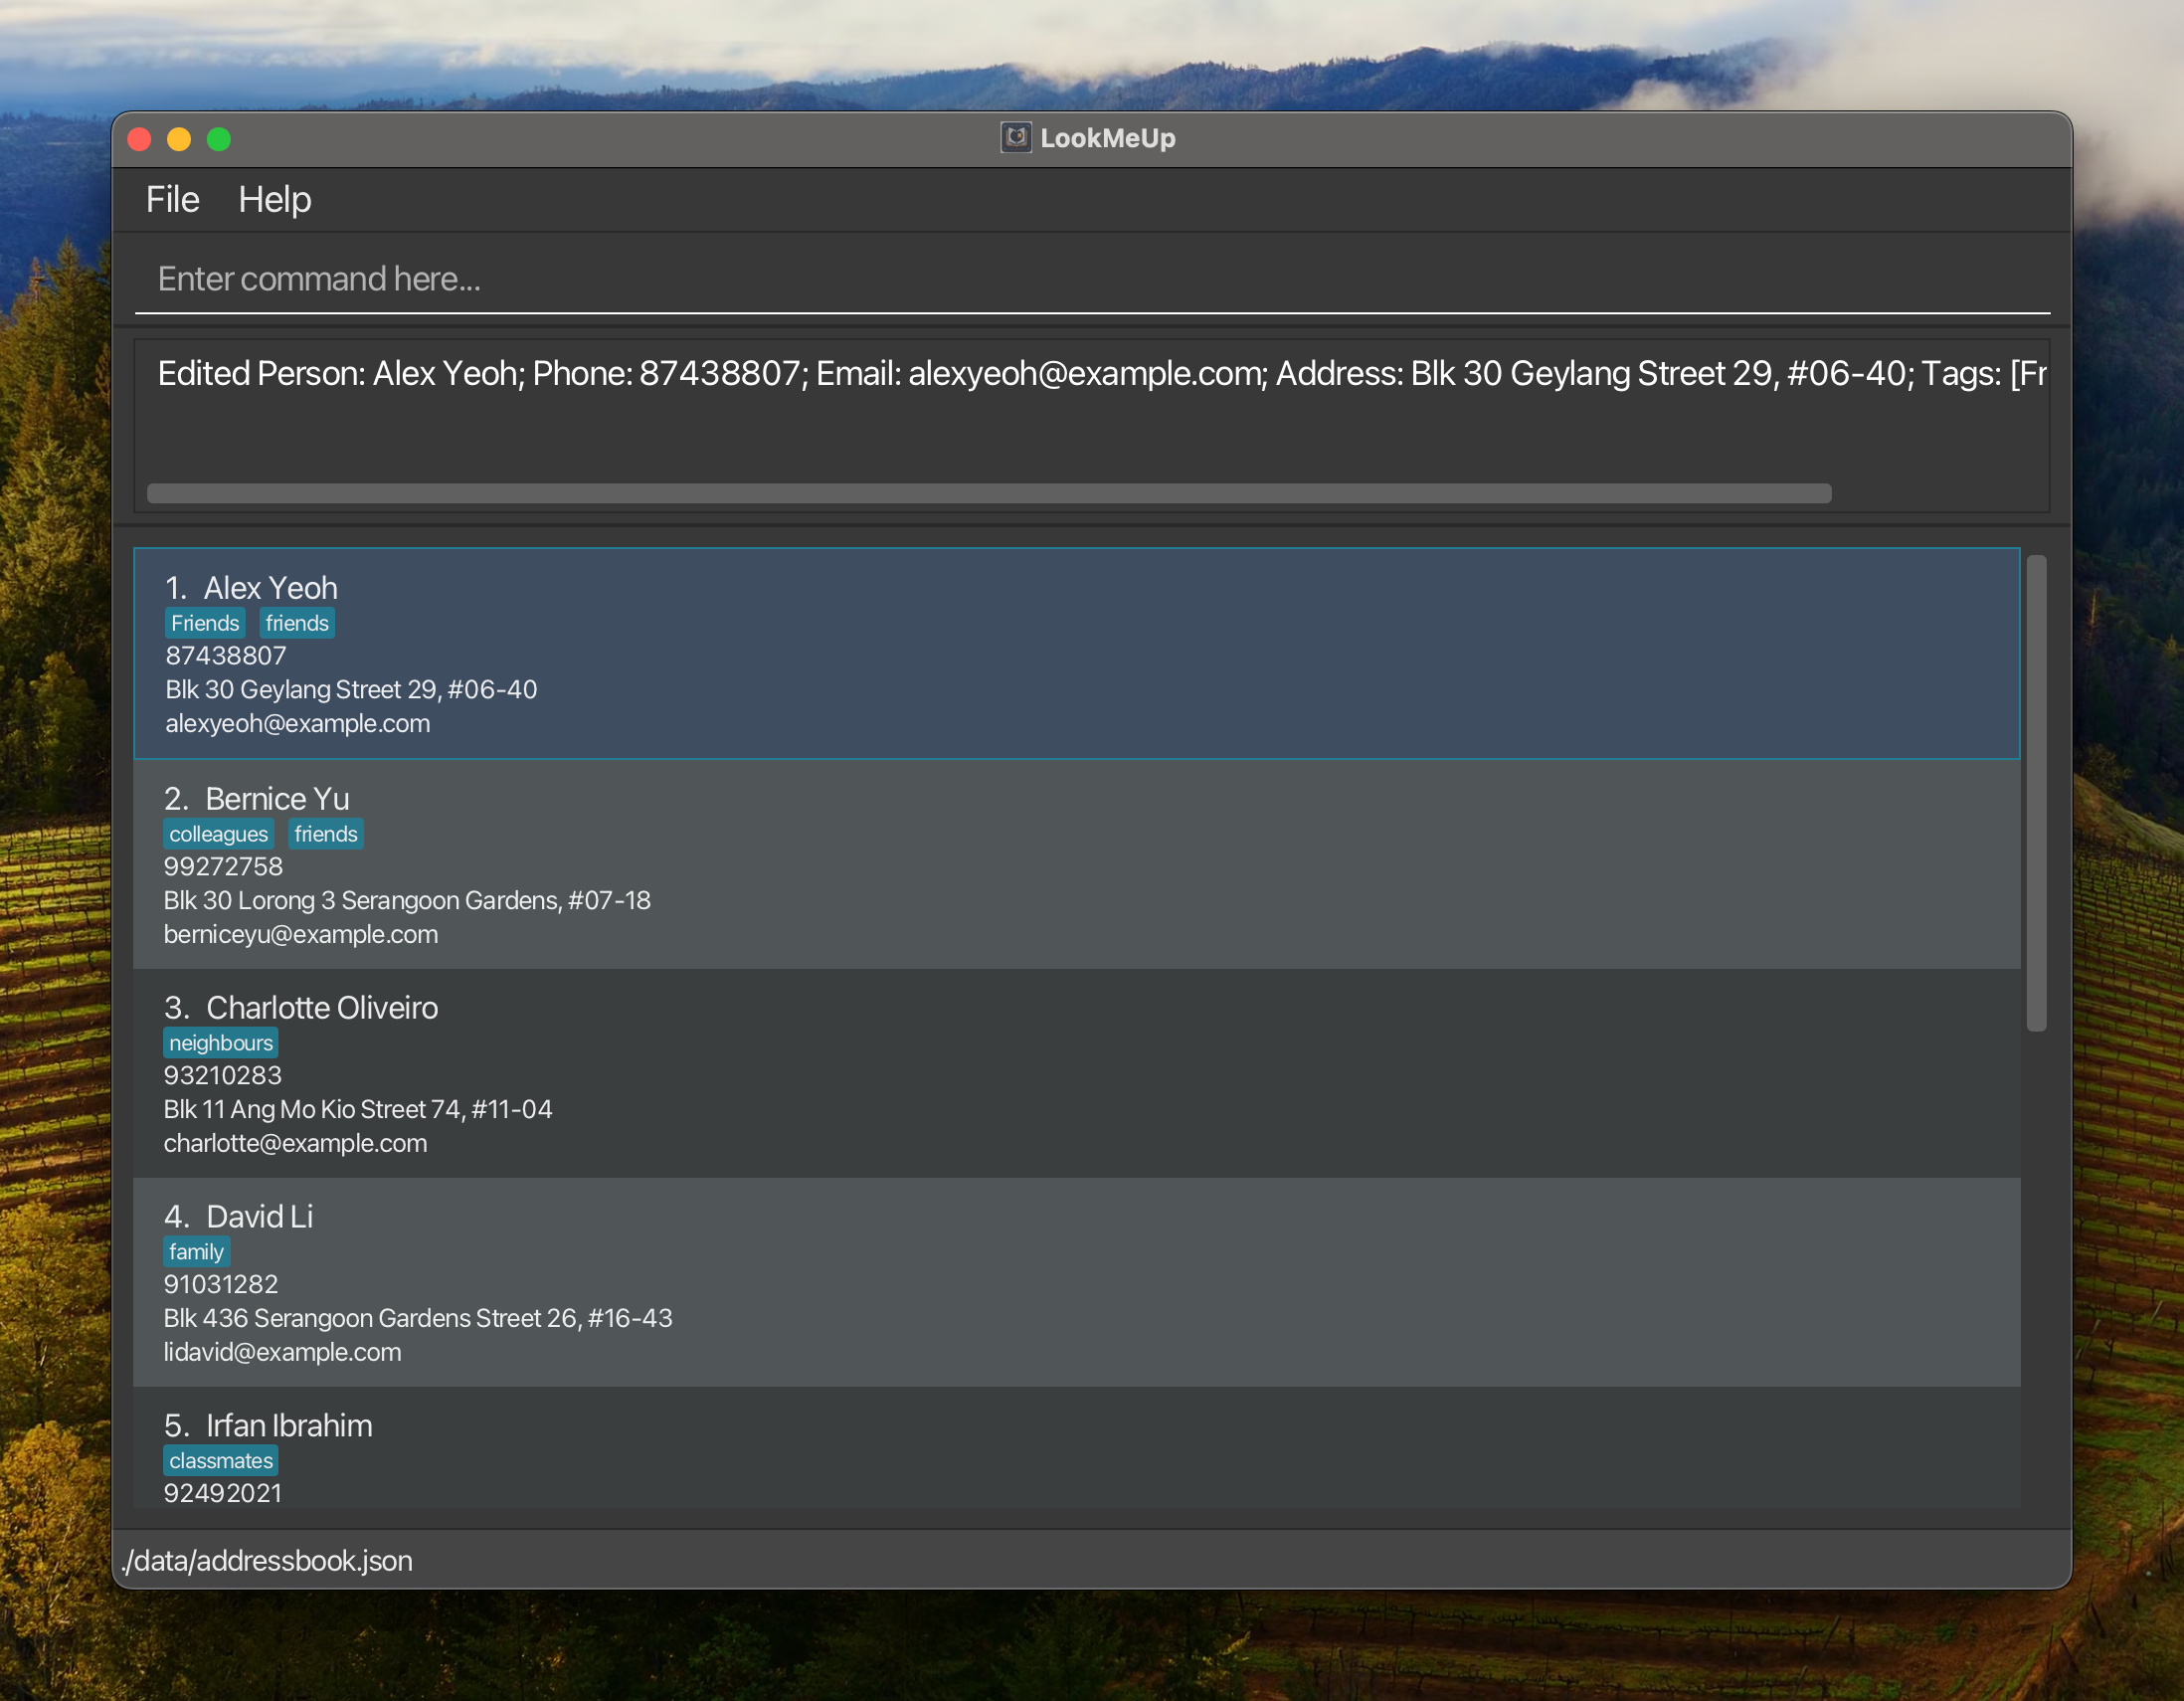 LookMeUp
File Help
Enter command here...
Edited Person: Alex Yeoh; Phone: 87438807; Email: alexyeoh@example.com; Address: Blk 30 Geylang Street 29, #06-40; Tags: [Fr
1. Alex Yeoh
Friends friends
87438807
Blk 30 Geylang Street 29, #06-40
alexyeoh@example.com
2. Bernice Yu
colleagues friends
99272758
Blk 30 Lorong 3 Serangoon Gardens, #07-18
berniceyu@example.com
3. Charlotte Oliveiro
neighbours
93210283
Blk 11 Ang Mo Kio Street 74, #11-04
charlotte@example.com
4. David Li
family
91031282
Blk 436 Serangoon Gardens Street 26, #16-43
lidavid@example.com
5. Irfan Ibrahim
classmates
92492021
./data/addressbook.json